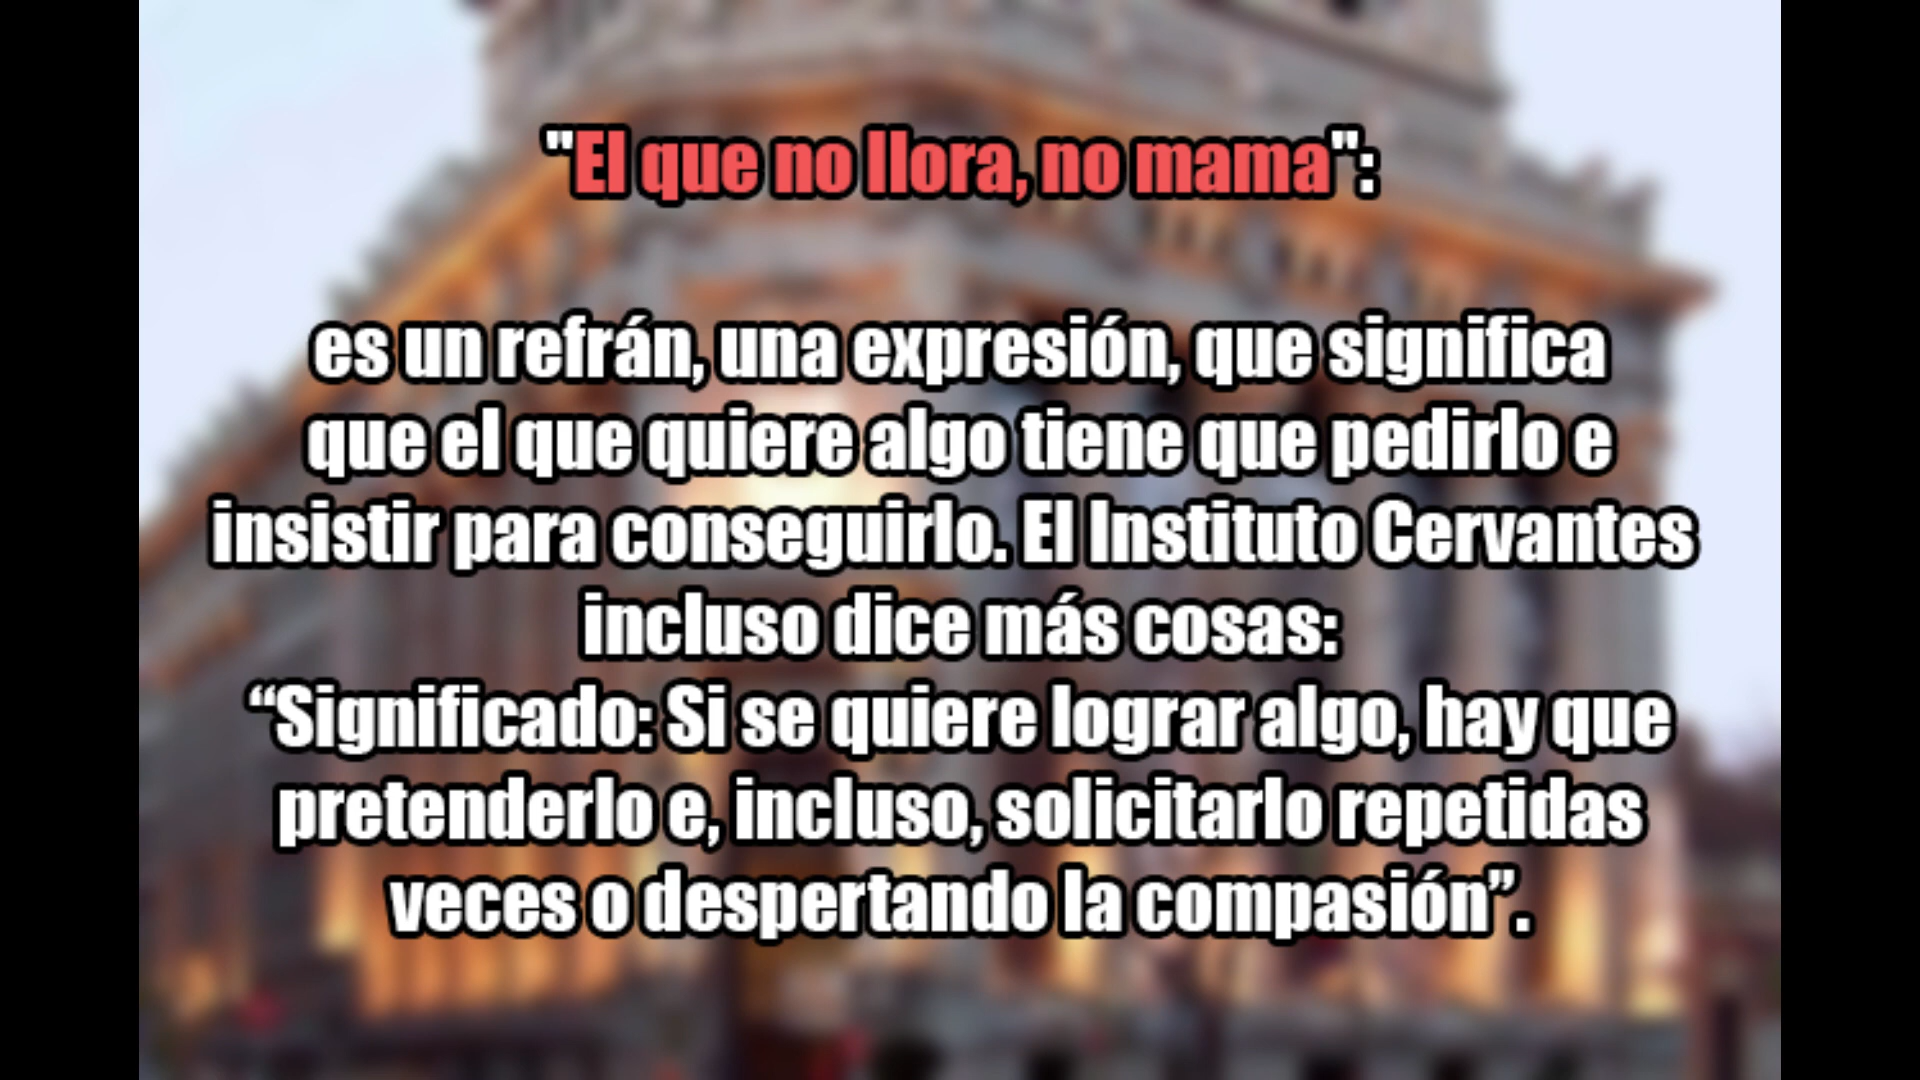 "El que no llora, no mama":
es un refrán, una expresión, que significa
que el que quiere algo tiene que pedirlo e
insistir para conseguirlo. El Instituto Cervantes
incluso dice más cosas:
“Significado: Si se quiere lograr algo, hay que
pretenderlo e, incluso, solicitarlo repetidas
veces o despertando la compasión”.